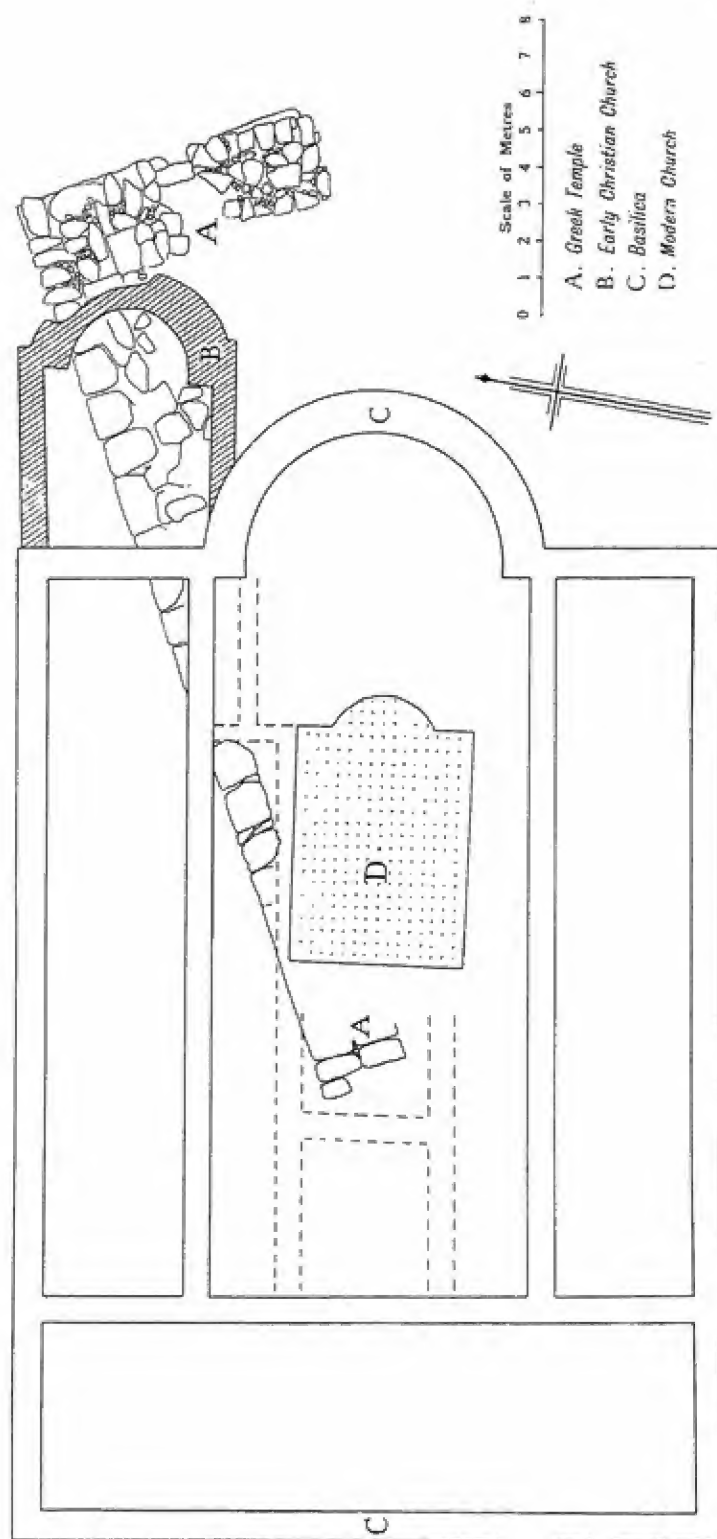 A
B
C
D
A
C
Scale of Metres
0 1 2 3 4 5 6 7 8
A. Greek Temple
B. Early Christian Church
C. Basilica
D. Modern Church